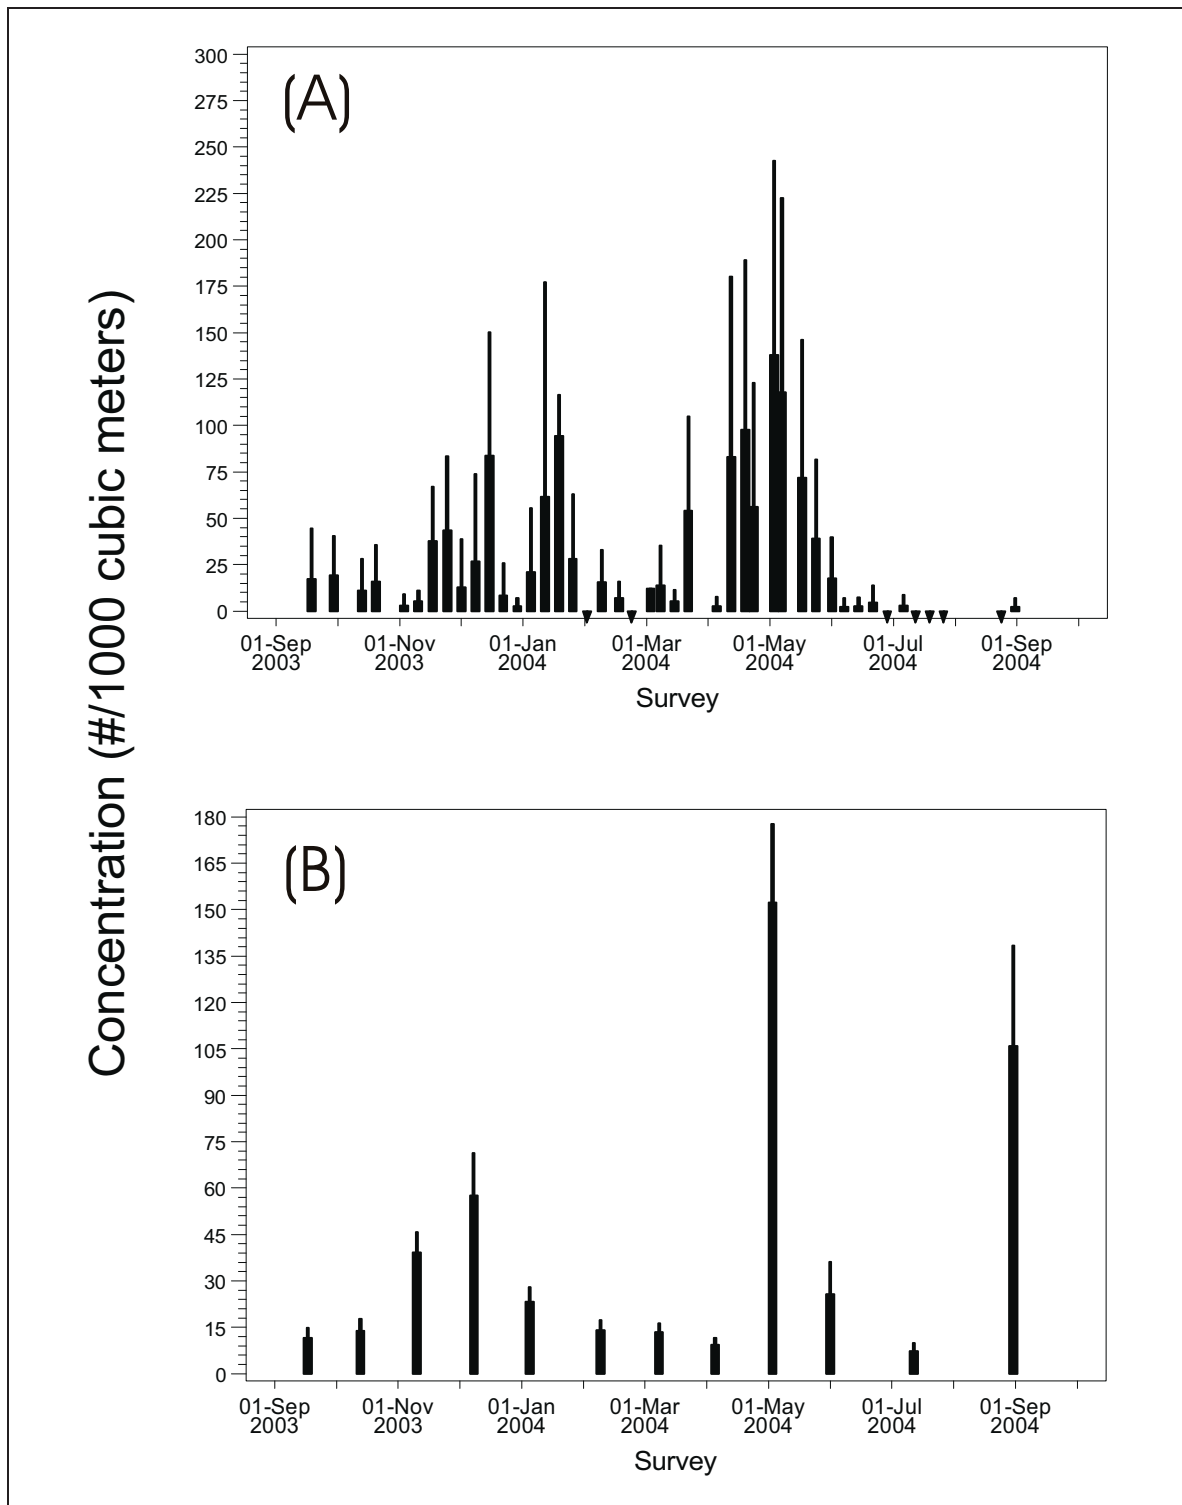 Concentration (#/1000 cubic meters)
(A)
300
275
250
225
200
175
150
125
100
75
50
25
0
01-Sep 01-Nov 01-Jan 01-Mar 01-May 01-Jul 01-Sep
2003 2003 2004 2004 2004 2004 2004
Survey
(B)
180
165
150
135
120
105
90
75
60
45
30
15
0
01-Sep 01-Nov 01-Jan 01-Mar 01-May 01-Jul 01-Sep
2003 2003 2004 2004 2004 2004 2004
Survey